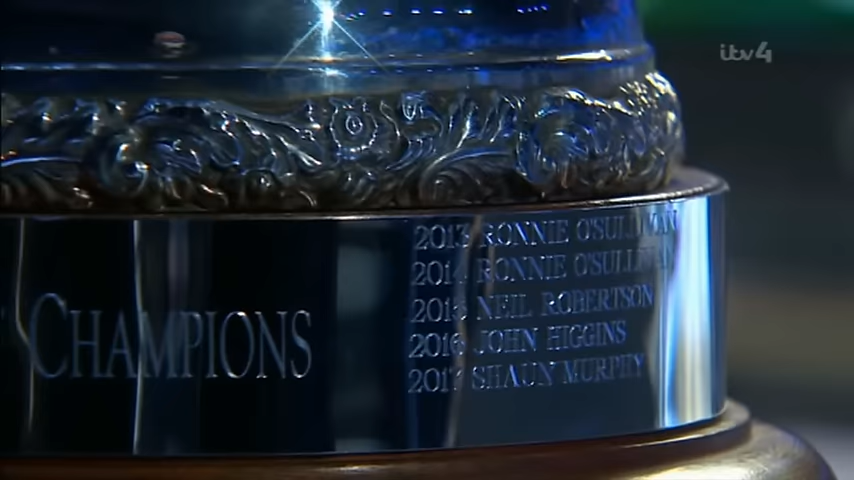 itv4
2013 RONNIE O'SULLIVAN
2014 RONNIE O'SULLIVAN
2015 NEIL ROBERTSON
2016 JOHN HIGGINS
2017 SHAUN MURPHY
CHAMPIONS